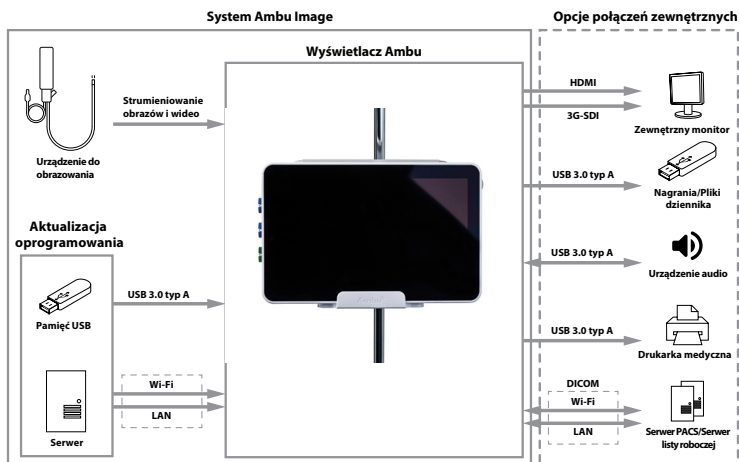 System Ambu Image
Opcje połączeń zewnętrznych
Wyświetlacz Ambu
Strumieniowanie
obrazów i wideo
Urządzenie do
obrazowania
Aktualizacja
oprogramowania
Pamięć USB
USB 3.0 typ A
Serwer
Wi-Fi
LAN
HDMI
3G-SDI
Zewnętrzny monitor
USB 3.0 typ A
Nagrania/Pliki
dziennika
USB 3.0 typ A
Urządzenie audio
USB 3.0 typ A
Drukarka medyczna
DICOM
Wi-Fi
LAN
Serwer PACS/Serwer
listy roboczej